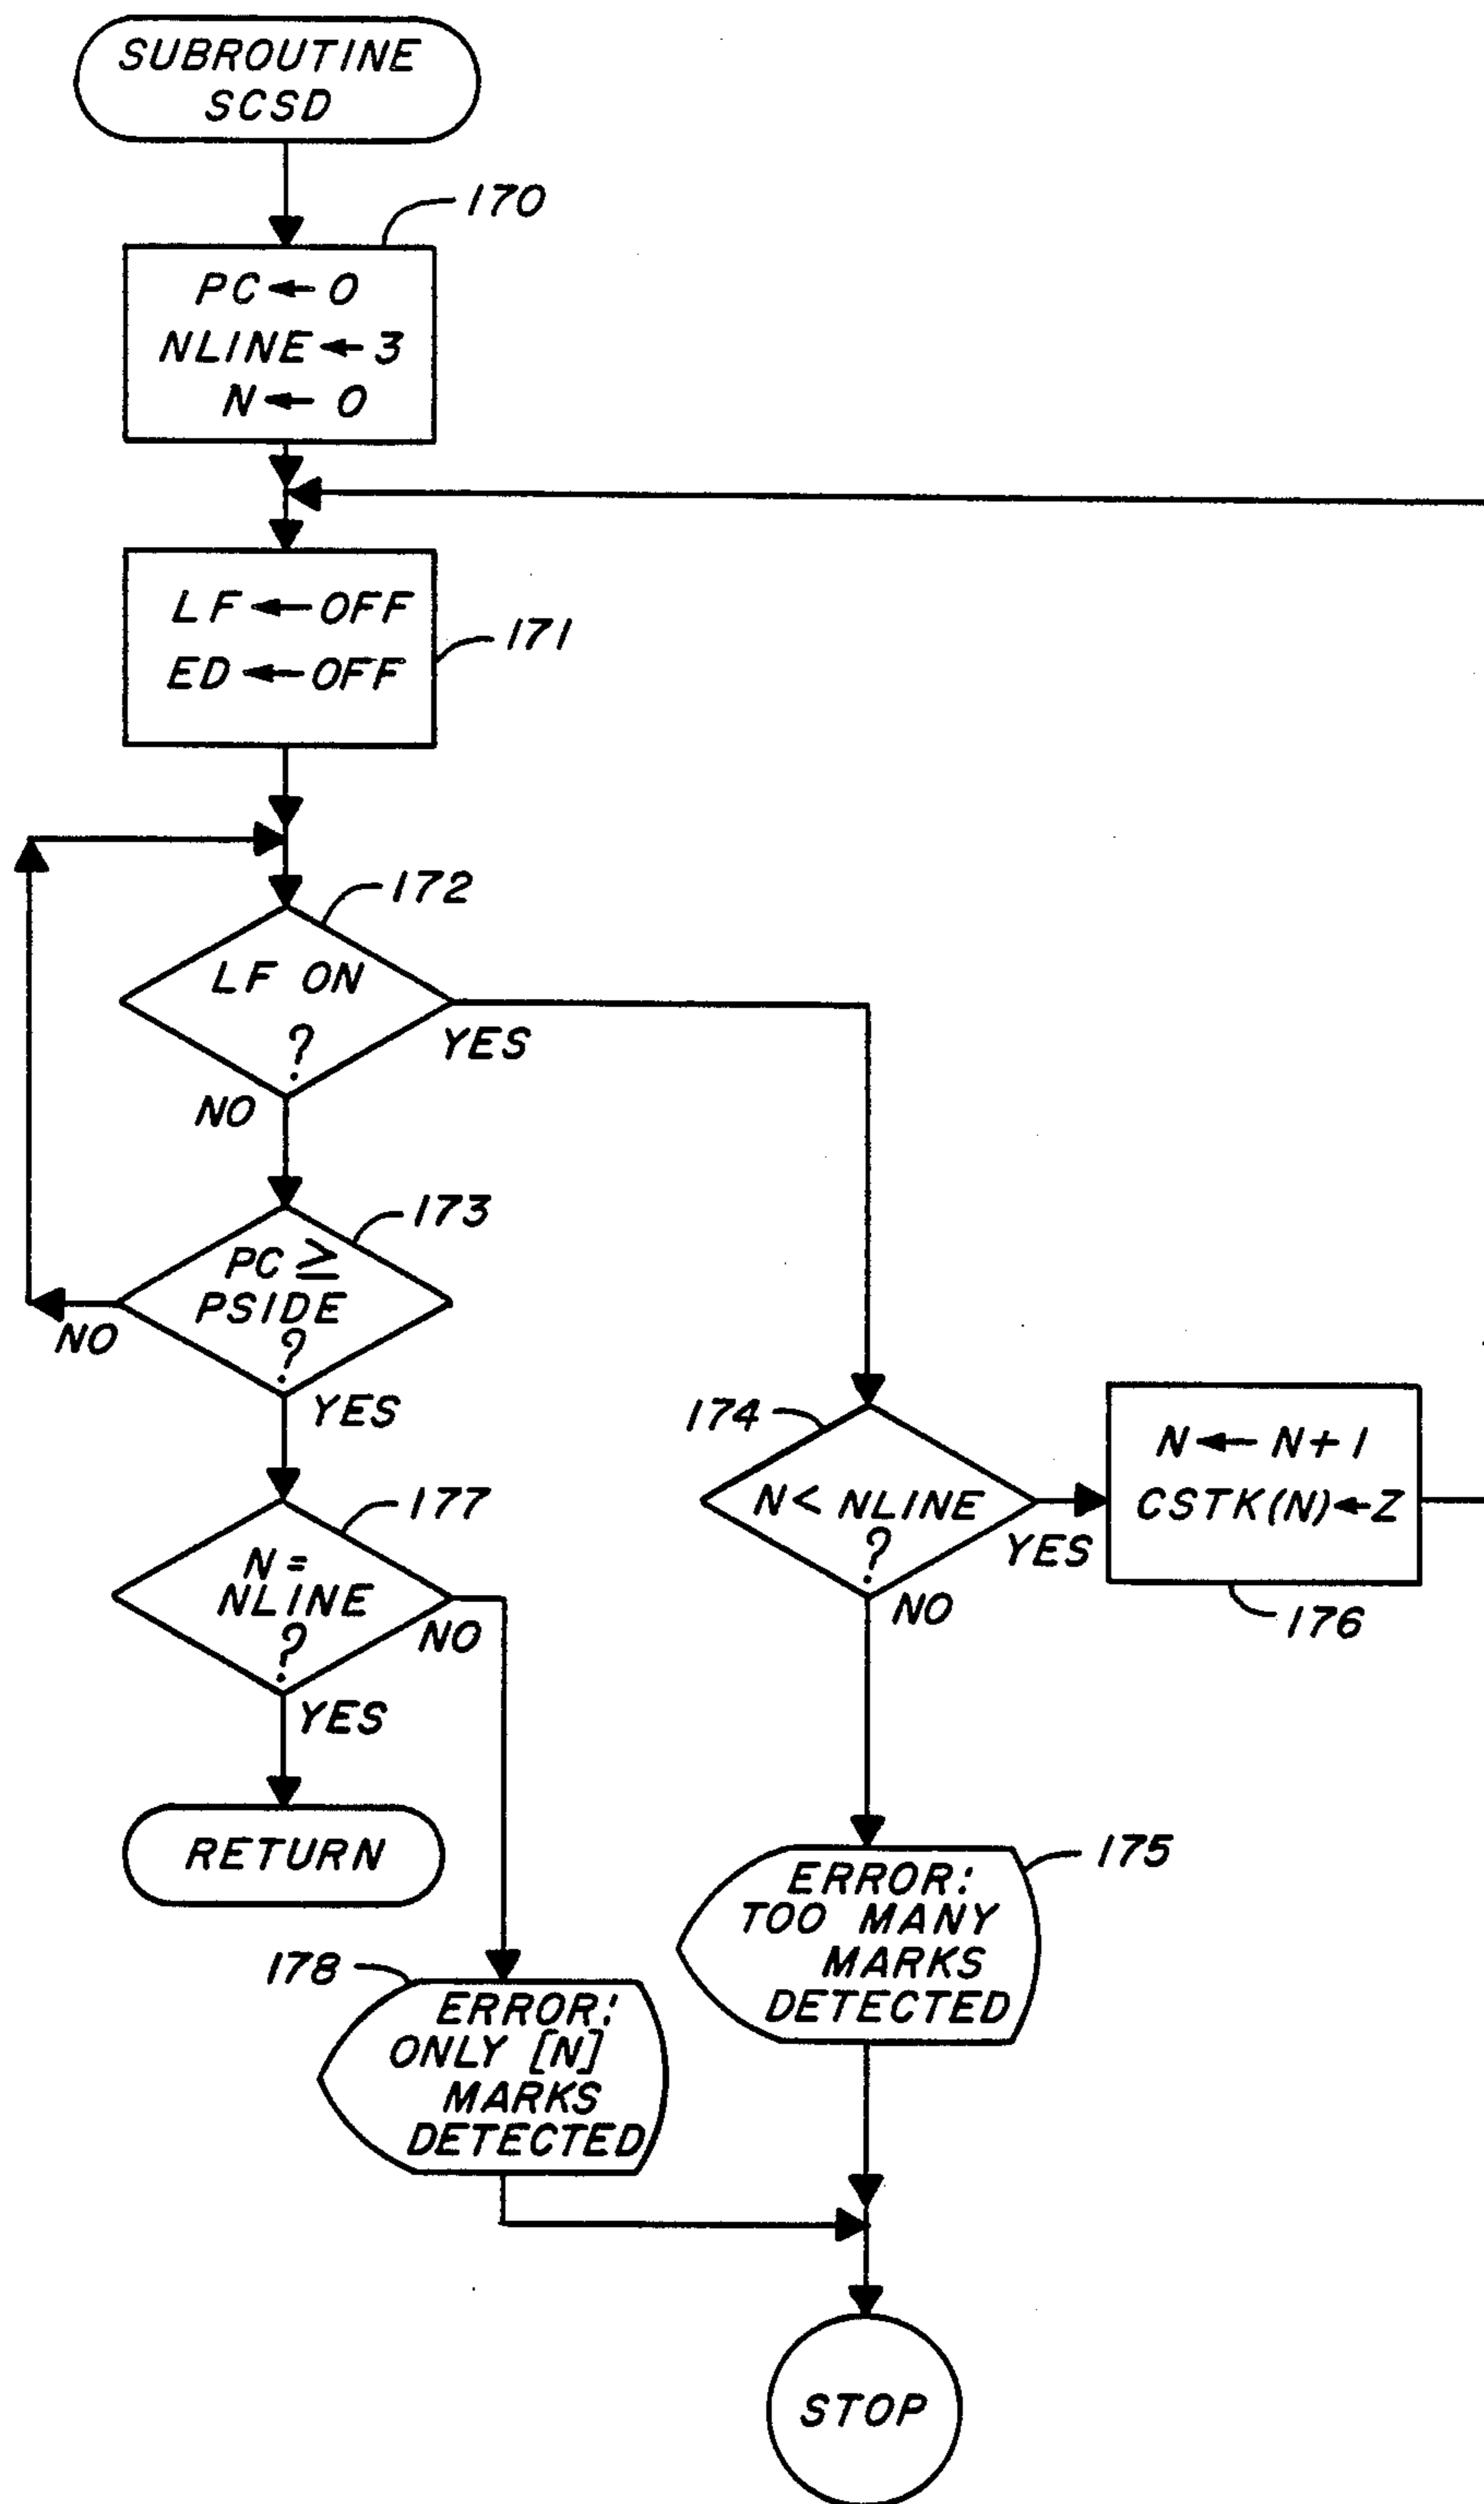 SUBROUTINE
SCSD
170
PC ← 0
NLINE ← 3
N ← 0
LF ← OFF
ED ← OFF
171
172
LF ON
?
YES
NO
173
PC ≥
PSIDE
?
NO
YES
174
N < NLINE
?
YES
NO
N ← N + 1
CSTK(N) ← Z
176
177
N =
NLINE
?
NO
YES
RETURN
175
ERROR:
TOO MANY
MARKS
DETECTED
178
ERROR:
ONLY [N]
MARKS
DETECTED
STOP